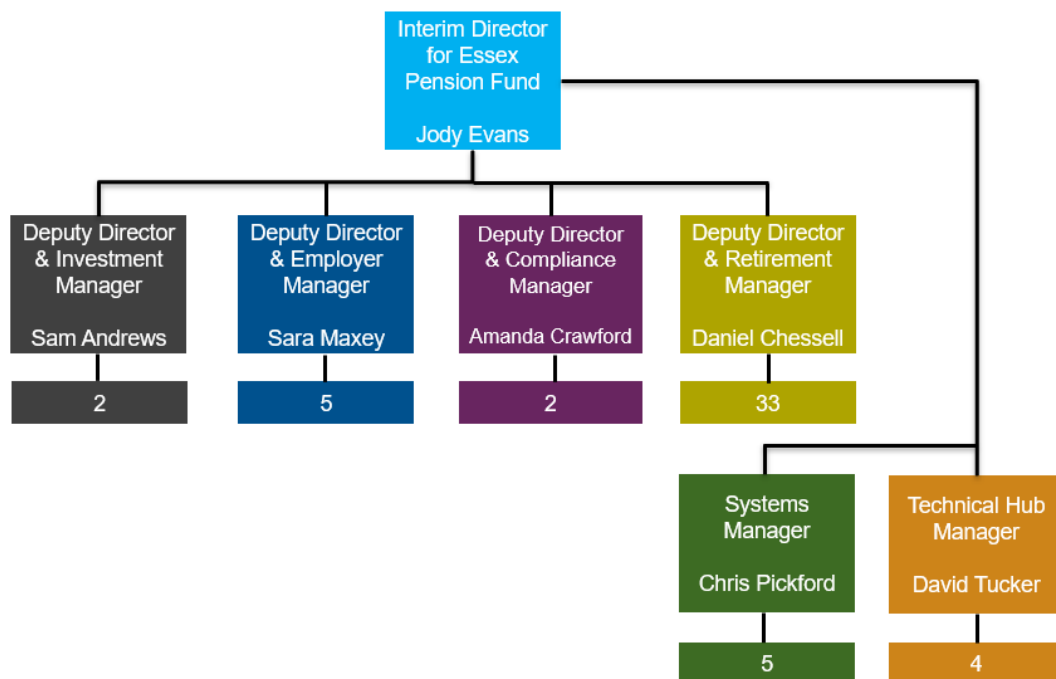 Interim Director
for Essex
Pension Fund
Jody Evans
Deputy Director
& Investment
Manager
Sam Andrews
2
Deputy Director
& Employer
Manager
Sara Maxey
5
Deputy Director
& Compliance
Manager
Amanda Crawford
2
Deputy Director
& Retirement
Manager
Daniel Chessell
33
Systems
Manager
Chris Pickford
5
Technical Hub
Manager
David Tucker
4